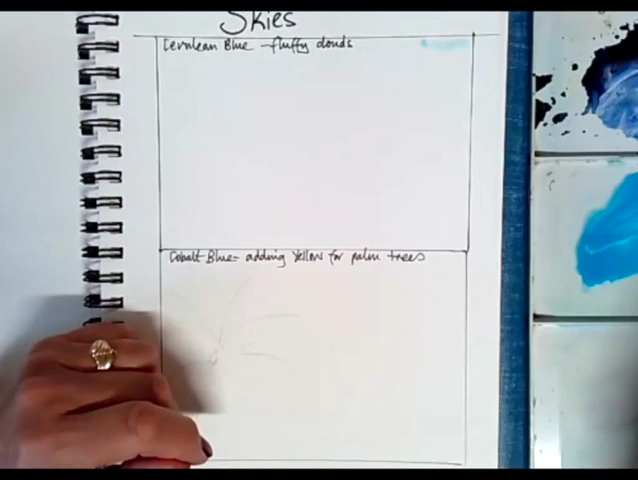 Skies
Cerulean Blue - fluffy clouds
Cobalt Blue - adding Yellow for palm trees